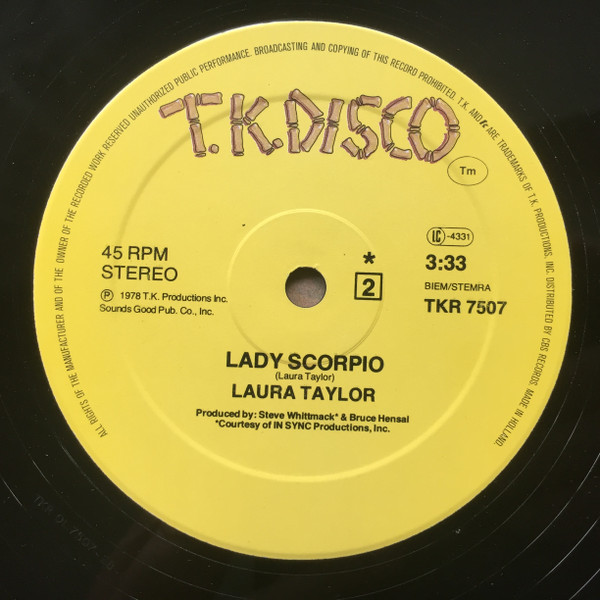 ALL RIGHTS OF THE MANUFACTURER AND OF THE OWNER OF THE RECORDED WORK RESERVED UNAUTHORIZED PUBLIC PERFORMANCE. BROADCASTING AND COPYING OF THIS RECORD PROHIBITED. T.K. AND ARE TRADEMARKS OF T.K. PRODUCTIONS, INC. DISTRIBUTED BY CBS RECORDS. MADE IN HOLLAND.
T.K. DISCO
Tm
45 RPM
STEREO
℗ 1978 T.K. Productions Inc.
Sounds Good Pub. Co., Inc.
*
2
LC -4331
3:33
BIEM/STEMRA
TKR 7507
LADY SCORPIO
(Laura Taylor)
LAURA TAYLOR
Produced by: Steve Whittmack* & Bruce Hensal
*Courtesy of IN SYNC Productions, Inc.